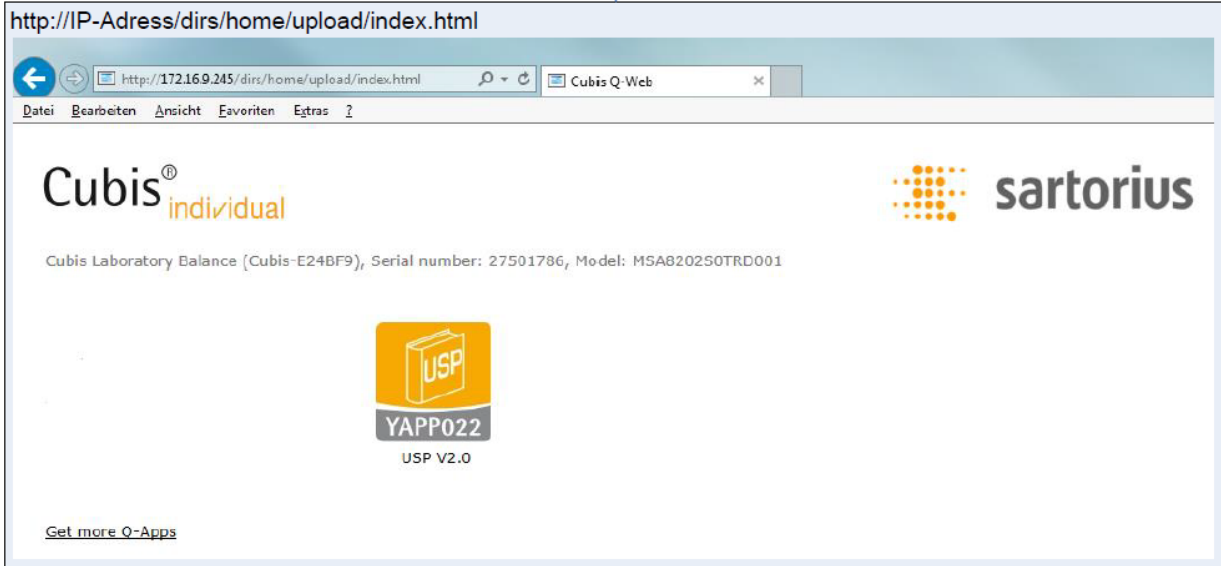 http://IP-Adress/dirs/home/upload/index.html
http://172.16.9.245/dirs/home/upload/index.html
Cubis Q-Web
Datei Bearbeiten Ansicht Favoriten Extras ?
Cubis® individual
sartorius
Cubis Laboratory Balance (Cubis-E24BF9), Serial number: 27501786, Model: MSA8202S0TRD001
USP
YAPP022
USP V2.0
Get more Q-Apps